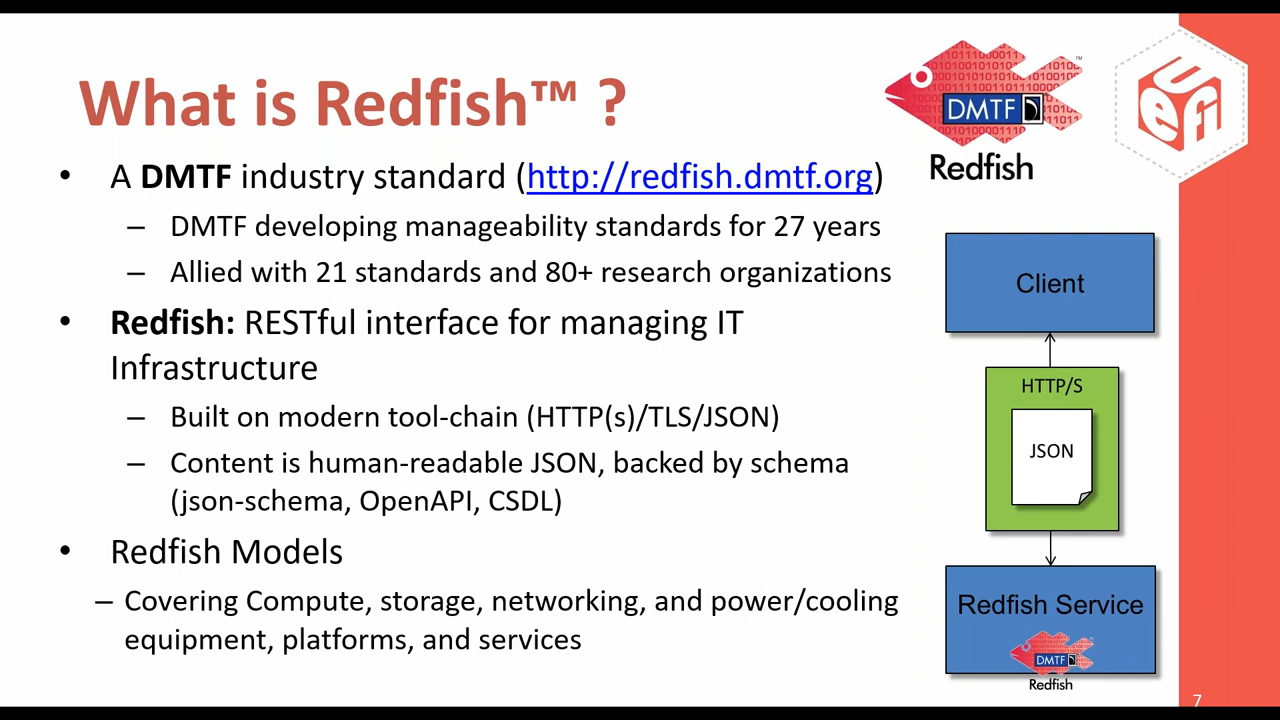 What is Redfish™ ?
• A DMTF industry standard (http://redfish.dmtf.org)
– DMTF developing manageability standards for 27 years
– Allied with 21 standards and 80+ research organizations
• Redfish: RESTful interface for managing IT
Infrastructure
– Built on modern tool-chain (HTTP(s)/TLS/JSON)
– Content is human-readable JSON, backed by schema
(json-schema, OpenAPI, CSDL)
• Redfish Models
– Covering Compute, storage, networking, and power/cooling
equipment, platforms, and services
DMTF
™
Redfish
UEFI
Client
HTTP/S
JSON
Redfish Service
DMTF
Redfish
7